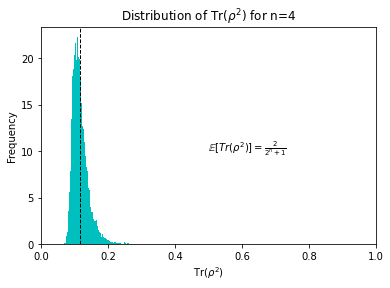 Distribution of Tr(ρ²) for n=4
Frequency
20
15
10
5
0
𝔼[Tr(ρ²)] = 2/(2ⁿ+1)
0.0 0.2 0.4 0.6 0.8 1.0
Tr(ρ²)